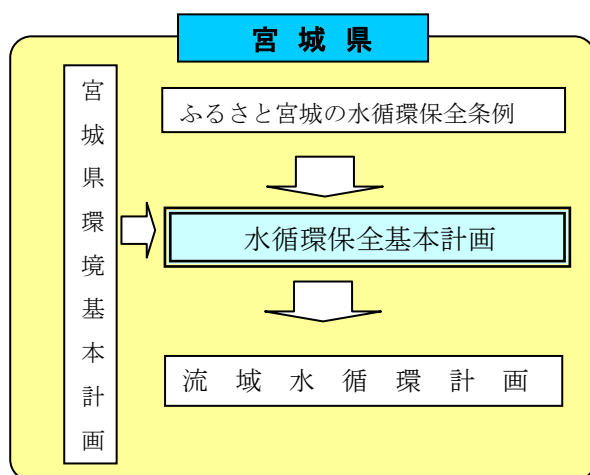 宮城県
宮城県環境基本計画
ふるさと宮城の水循環保全条例
水循環保全基本計画
流域水循環計画